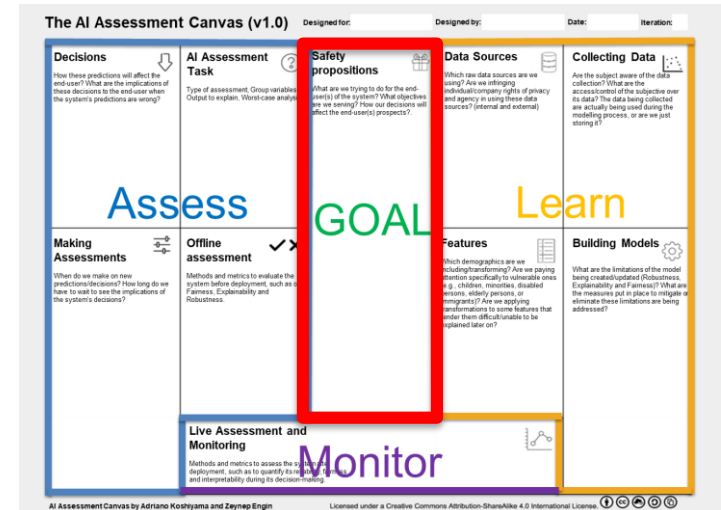 The AI Assessment Canvas (v1.0)
Designed for:
Designed by:
Date:
Iteration:
Decisions
How these predictions will affect the
end-user? What are the implications of
these decisions to the end-user when
the system's predictions are wrong?
AI Assessment
Task
Type of assessment, Group variables
Output to explain, Worst-case analysi
Safety
propositions
What are we trying to do for the end-
user(s) of the system? What objectives
are we serving? How our decisions will
affect the end-user(s) prospects?.
Data Sources
Which raw data sources are we
using? Are we infringing
individual/company rights of privacy
and agency in using these data
sources? (internal and external)
Collecting Data
Are the subject aware of the data
collection? What are the
access/control of the subjective over
its data? The data being collected
are actually being used during the
modelling process, or are we just
storing it?
Assess
GOAL
Learn
Making
Assessments
When do we make on new
predictions/decisions? How long do we
have to wait to see the implications of
the system's decisions?
Offline
assessment
Methods and metrics to evaluate the
system before deployment, such as
Fairness, Explainability and
Robustness.
Features
Which demographics are we
including/transforming? Are we paying
attention specifically to vulnerable ones
e.g., children, minorities, disabled
persons, elderly persons, or
immigrants)? Are we applying
transformations to some features that
render them difficult/unable to be
explained later on?
Building Models
What are the limitations of the model
being created/updated (Robustness,
Explainability and Fairness)? What are
the measures put in place to mitigate o
eliminate these limitations are being
addressed?
Live Assessment and
Monitoring
Methods and metrics to assess the
deployment, such as to quantify its
and interpretability during its decision-making.
Monitor
AI Assessment Canvas by Adriano Koshiyama and Zeynep Engin
Licensed under a Creative Commons Attribution-ShareAlike 4.0 International License.